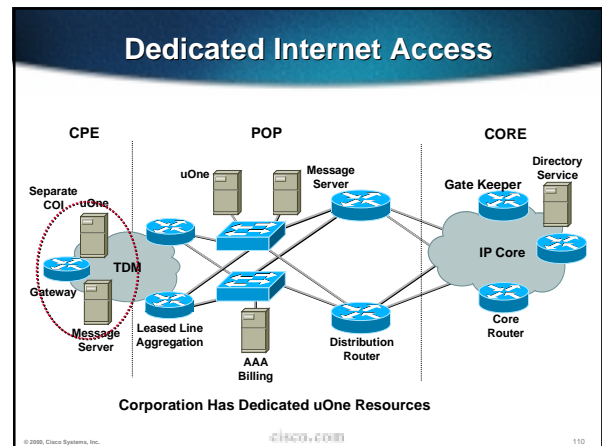 Dedicated Internet Access
CPE
POP
CORE
Separate
COI
uOne
TDM
Gateway
Message
Server
uOne
Message
Server
Leased Line
Aggregation
AAA
Billing
Distribution
Router
Gate Keeper
Directory
Service
IP Core
Core
Router
Corporation Has Dedicated uOne Resources
© 2000, Cisco Systems, Inc.
cisco.com
110